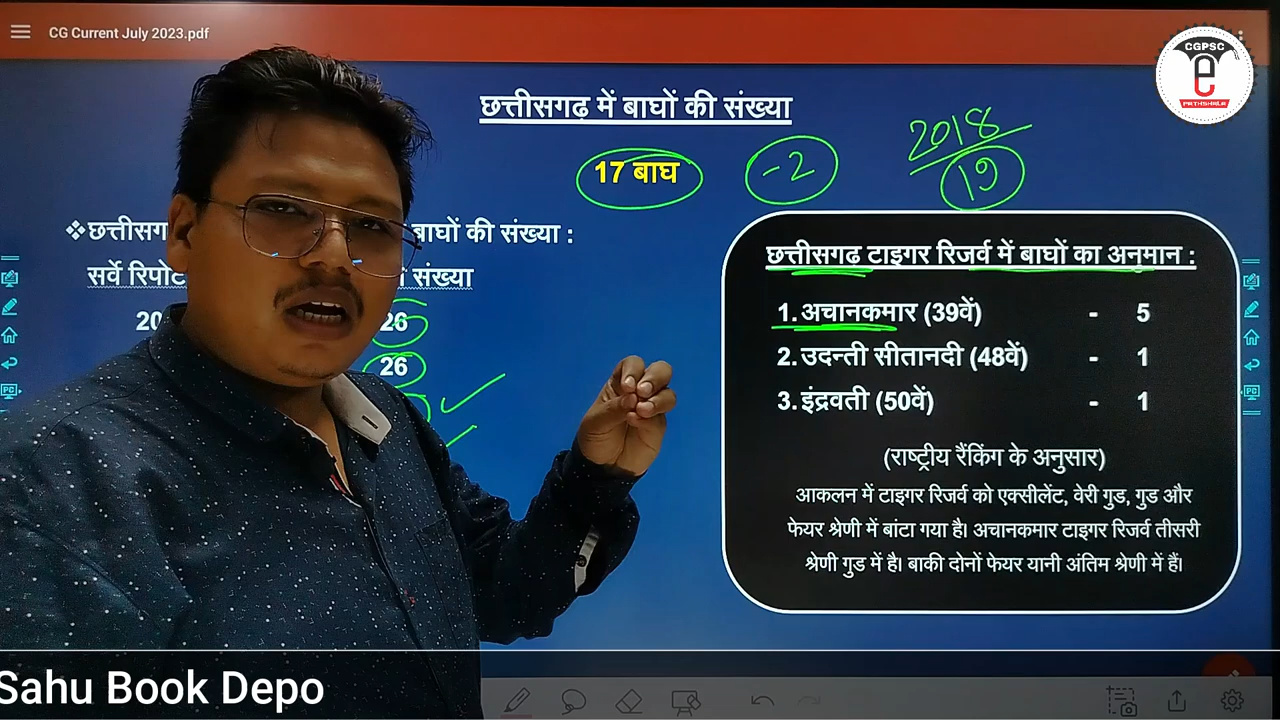 CG Current July 2023.pdf
CGPSC
e
PATHSHALA
छत्तीसगढ़ में बाघों की संख्या
17 बाघ
-2
2018
19
❖छत्तीसग
बाघों की संख्या :
सर्वे रिपोट
संख्या
20
26
26
छत्तीसगढ़ टाइगर रिजर्व में बाघों का अनुमान :
1. अचानकमार (39वें) - 5
2. उदन्ती सीतानदी (48वें) - 1
3. इंद्रवती (50वें) - 1
(राष्ट्रीय रैंकिंग के अनुसार)
आकलन में टाइगर रिजर्व को एक्सीलेंट, वेरी गुड, गुड और
फेयर श्रेणी में बांटा गया है। अचानकमार टाइगर रिजर्व तीसरी
श्रेणी गुड में है। बाकी दोनों फेयर यानी अंतिम श्रेणी में हैं।
PC
PC
Sahu Book Depo